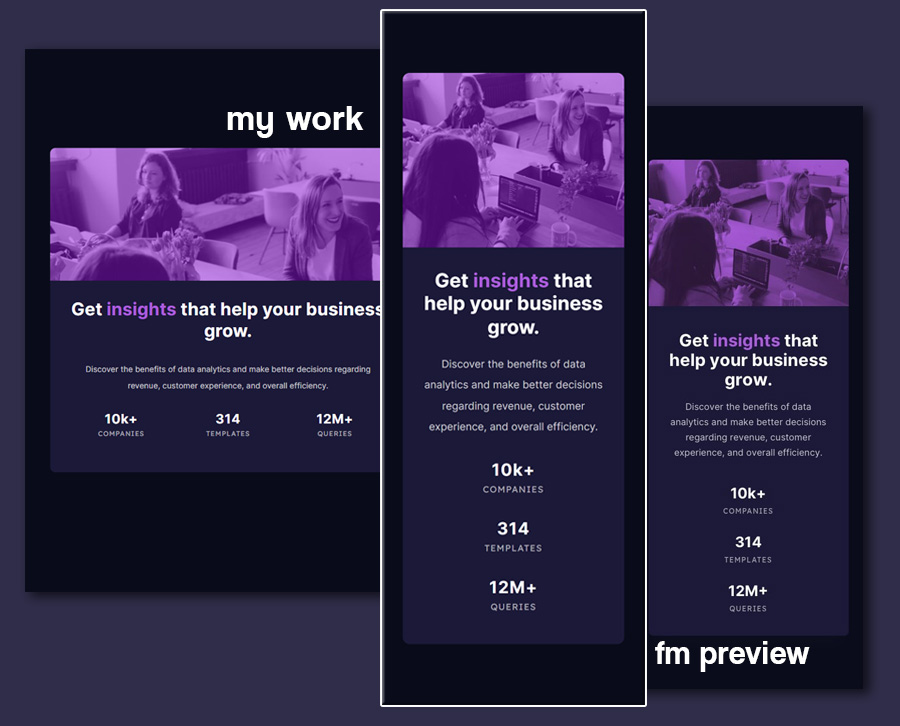 my work
Get insights that help your business
grow.
Discover the benefits of data analytics and make better decisions regarding
revenue, customer experience, and overall efficiency.
10k+ 314 12M+
COMPANIES TEMPLATES QUERIES
Get insights that
help your business
grow.
Discover the benefits of data
analytics and make better decisions
regarding revenue, customer
experience, and overall efficiency.
10k+
COMPANIES
314
TEMPLATES
12M+
QUERIES
Get insights that
help your business
grow.
Discover the benefits of data
analytics and make better decisions
regarding revenue, customer
experience, and overall efficiency.
10k+
COMPANIES
314
TEMPLATES
12M+
QUERIES
fm preview